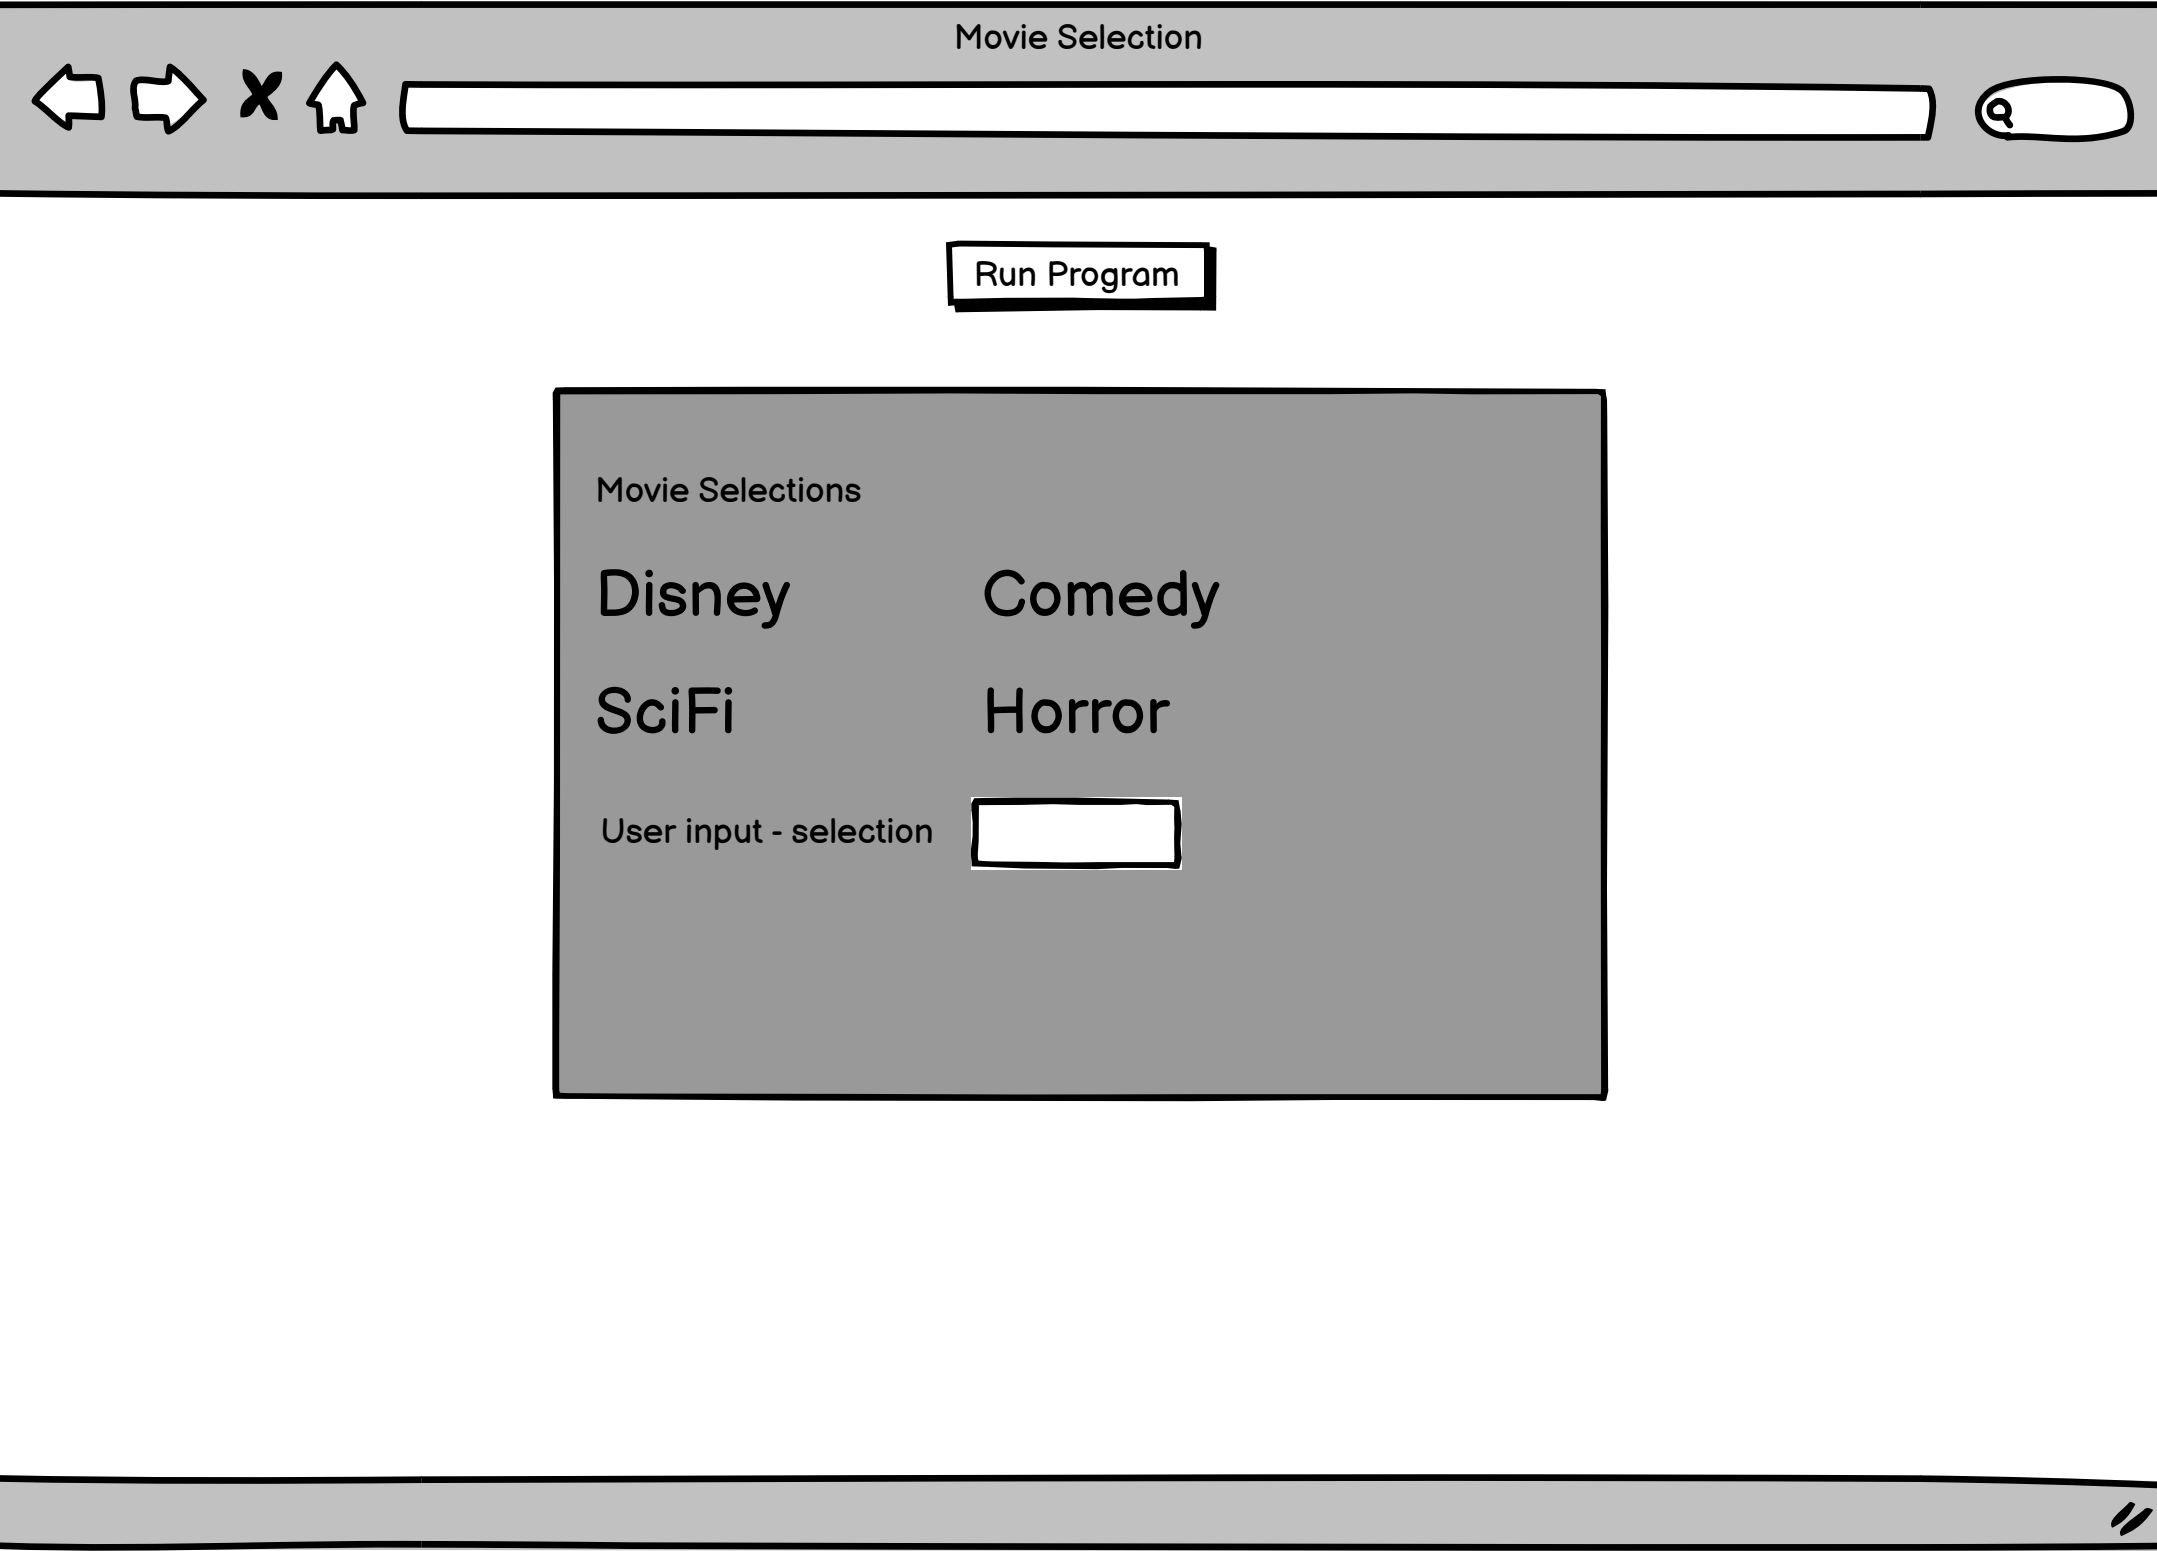 Movie Selection
Run Program
Movie Selections
Disney Comedy
SciFi Horror
User input - selection